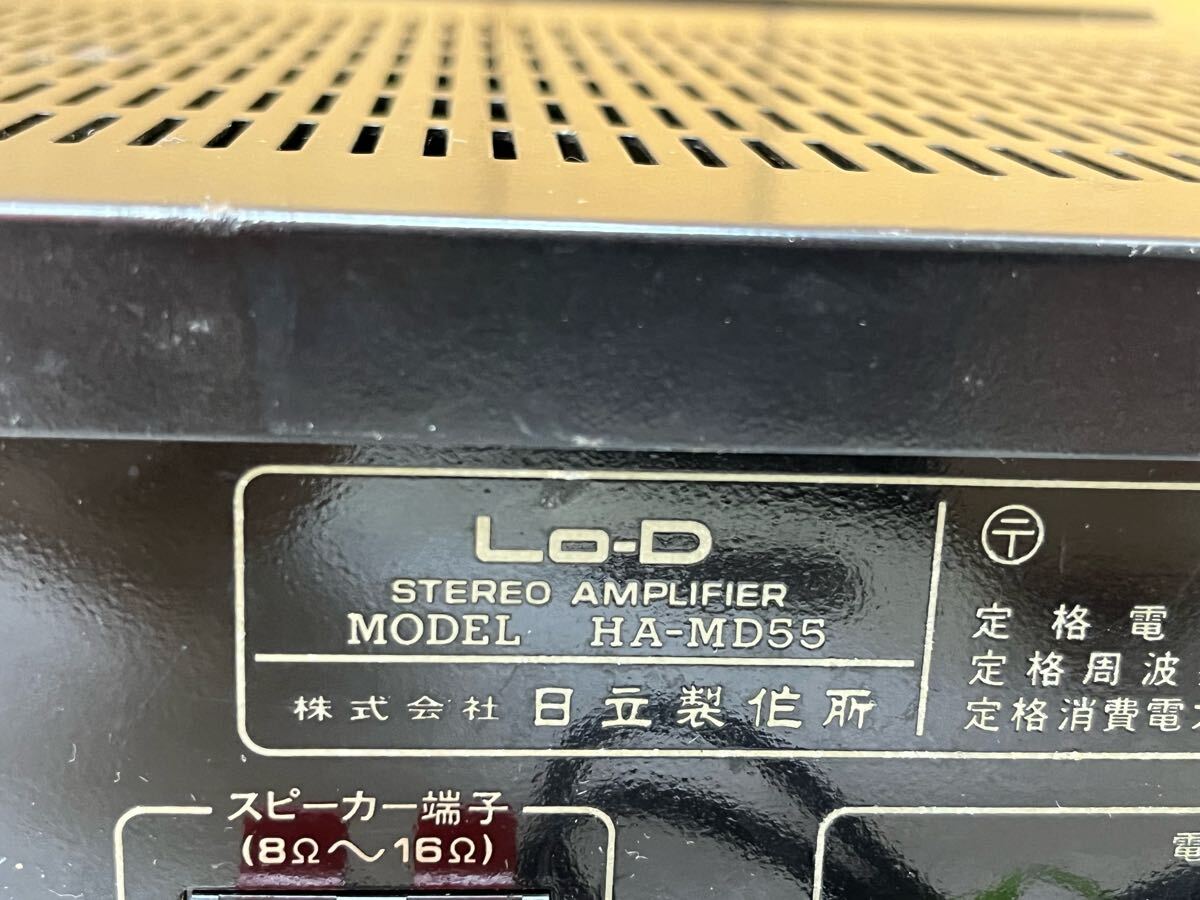 Lo-D
STEREO AMPLIFIER
MODEL HA-MD55
株式会社 日立製作所
〒
定格電
定格周波
定格消費電
スピーカー端子
(8Ω〜16Ω)
電